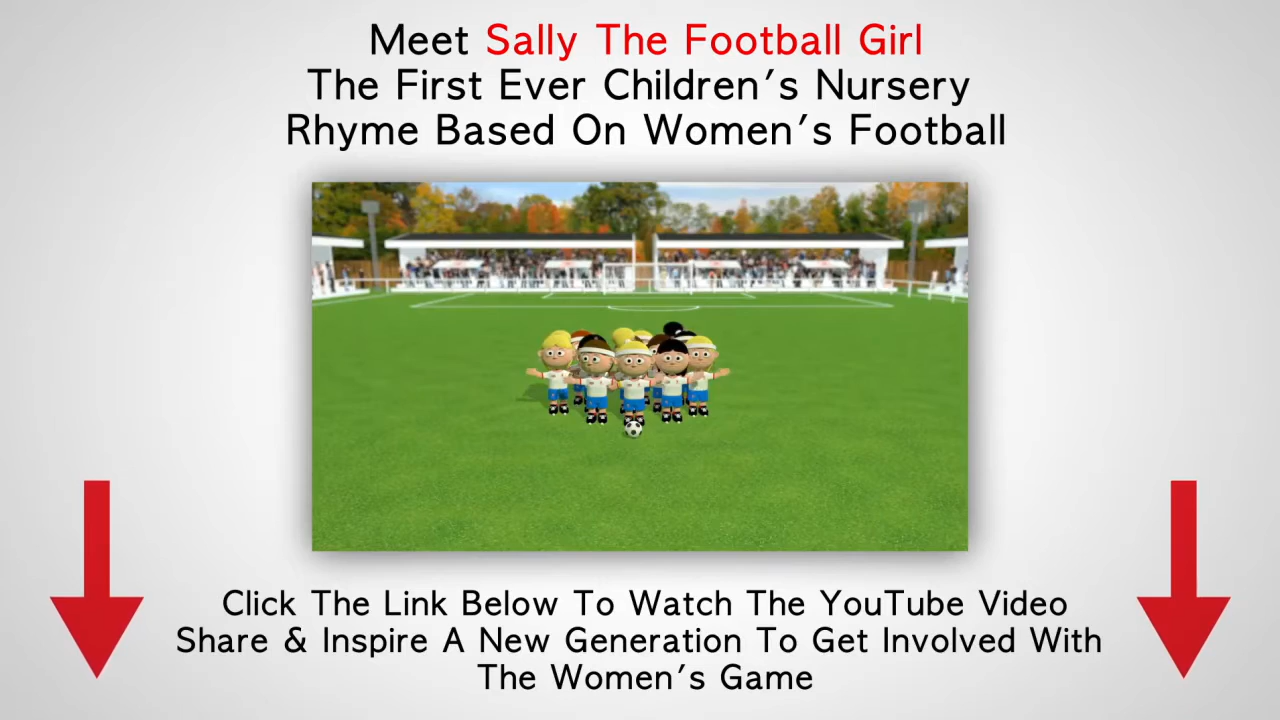 Meet Sally The Football Girl
The First Ever Children's Nursery
Rhyme Based On Women's Football
Click The Link Below To Watch The YouTube Video
Share & Inspire A New Generation To Get Involved With
The Women's Game